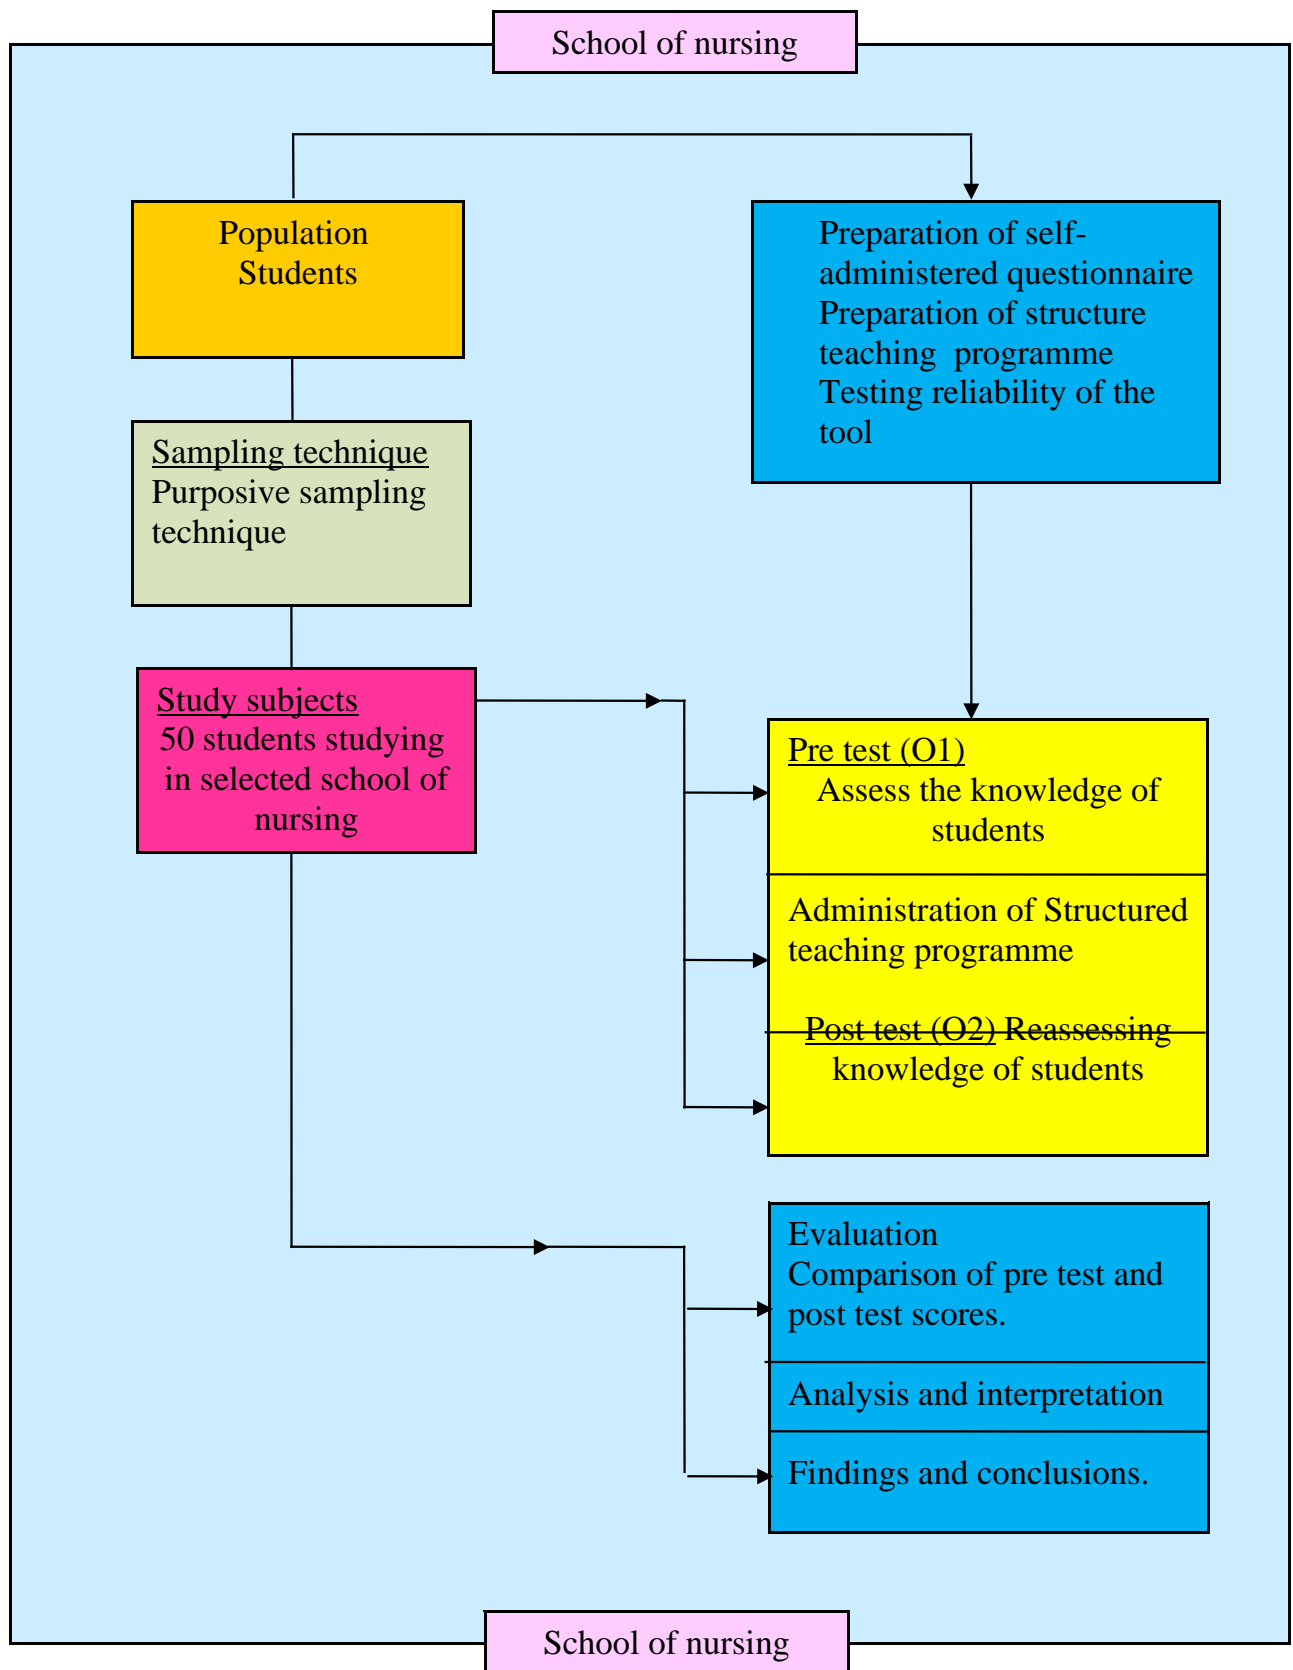 School of nursing
Population
Students
Preparation of self-
administered questionnaire
Preparation of structure
teaching programme
Testing reliability of the
tool
Sampling technique
Purposive sampling
technique
Study subjects
50 students studying
in selected school of
nursing
Pre test (O1)
Assess the knowledge of
students
Administration of Structured
teaching programme
Post test (O2) Reassessing
knowledge of students
Evaluation
Comparison of pre test and
post test scores.
Analysis and interpretation
Findings and conclusions.
School of nursing